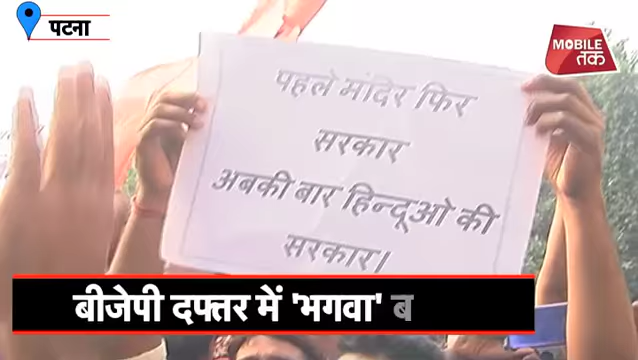 पटना
MOBILE
तक
पहले मंदिर फिर
सरकार
अबकी बार हिन्दूओ की
सरकार।
बीजेपी दफ्तर में 'भगवा' ब